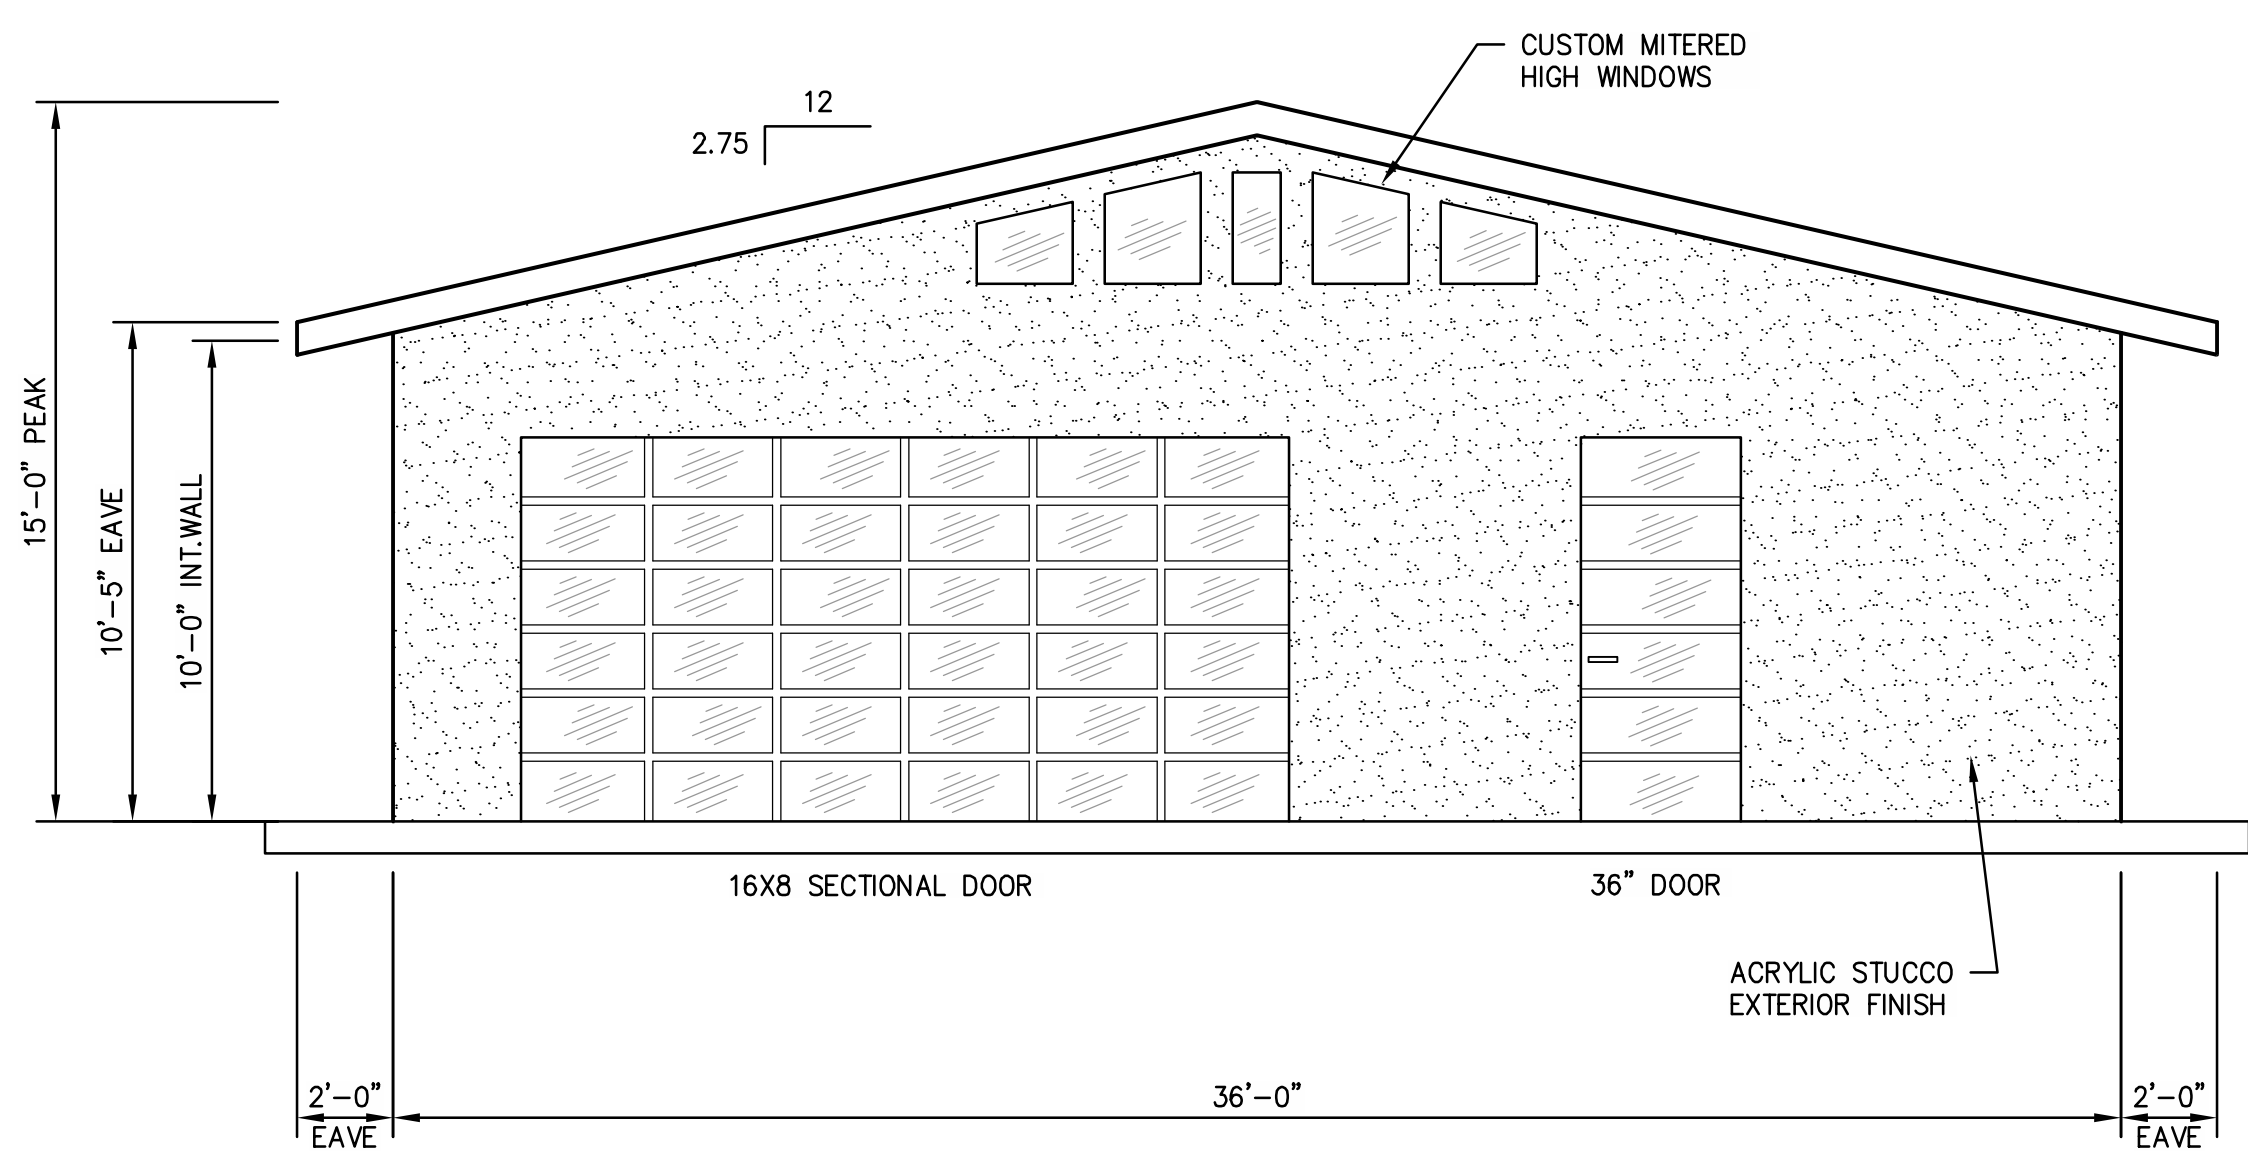 CUSTOM MITERED
HIGH WINDOWS
12
2.75
15'-0" PEAK
10'-5" EAVE
10'-0" INT.WALL
16X8 SECTIONAL DOOR
36" DOOR
ACRYLIC STUCCO
EXTERIOR FINISH
2'-0"
EAVE
36'-0"
2'-0"
EAVE